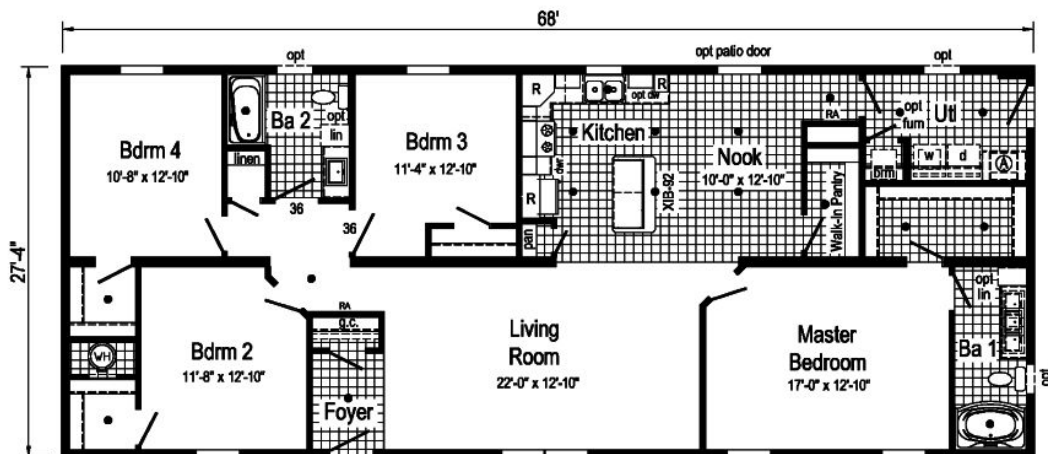 68'
27'-4"
opt
opt patio door
opt
Bdrm 4
10'-8" x 12'-10"
Ba 2
opt
lin
linen
36
36
Bdrm 3
11'-4" x 12'-10"
R
opt dw
R
Kitchen
dwr
R
pan
XIB-92
Nook
10'-0" x 12'-10"
RA
Walk-in Pantry
opt
furn
Utl
brm
w
d
A
WH
Bdrm 2
11'-8" x 12'-10"
RA
g.c.
Foyer
Living
Room
22'-0" x 12'-10"
Master
Bedroom
17'-0" x 12'-10"
opt
lin
Ba 1
opt